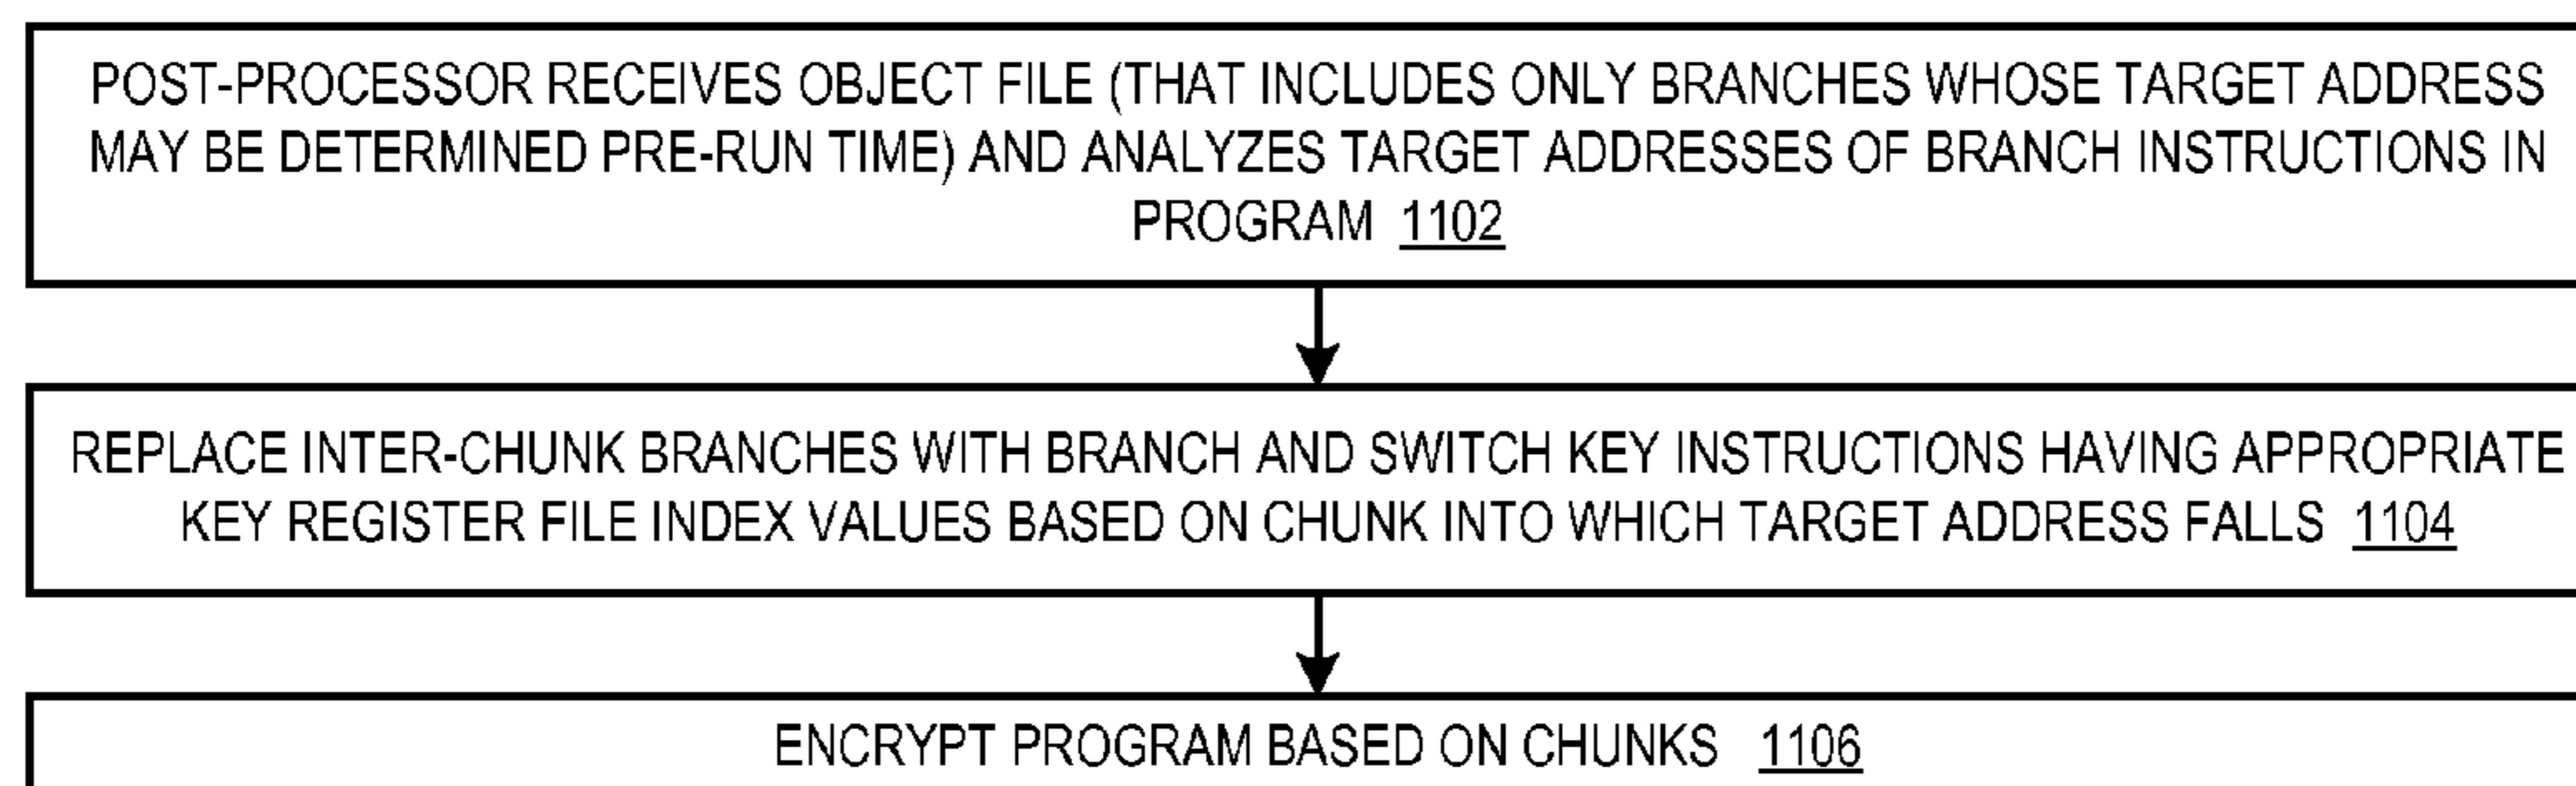 POST-PROCESSOR RECEIVES OBJECT FILE (THAT INCLUDES ONLY BRANCHES WHOSE TARGET ADDRESS
MAY BE DETERMINED PRE-RUN TIME) AND ANALYZES TARGET ADDRESSES OF BRANCH INSTRUCTIONS IN
PROGRAM 1102
REPLACE INTER-CHUNK BRANCHES WITH BRANCH AND SWITCH KEY INSTRUCTIONS HAVING APPROPRIATE
KEY REGISTER FILE INDEX VALUES BASED ON CHUNK INTO WHICH TARGET ADDRESS FALLS 1104
ENCRYPT PROGRAM BASED ON CHUNKS 1106